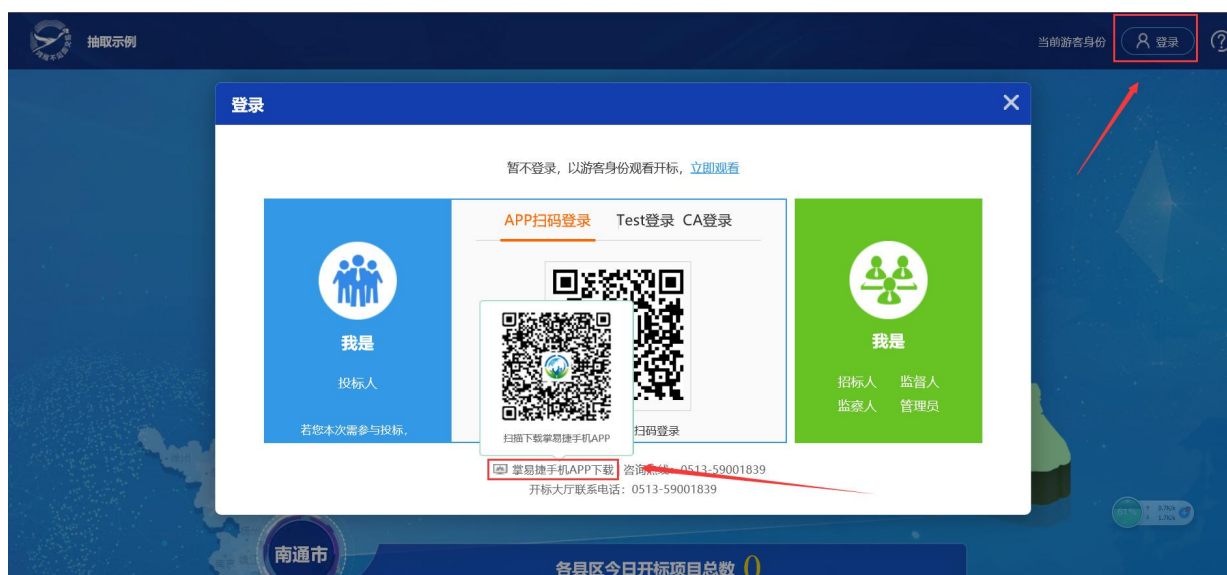 抽取示例
当前游客身份
登录
登录
暂不登录，以游客身份观看开标，立即观看
APP扫码登录 Test登录 CA登录
我是
投标人
若您本次需参与投标,
扫描下载掌易捷手机APP
扫码登录
我是
招标人 监督人
监察人 管理员
掌易捷手机APP下载 咨询热线：0513-59001839
开标大厅联系电话：0513-59001839
南通市
各县区今日开标项目总数 0